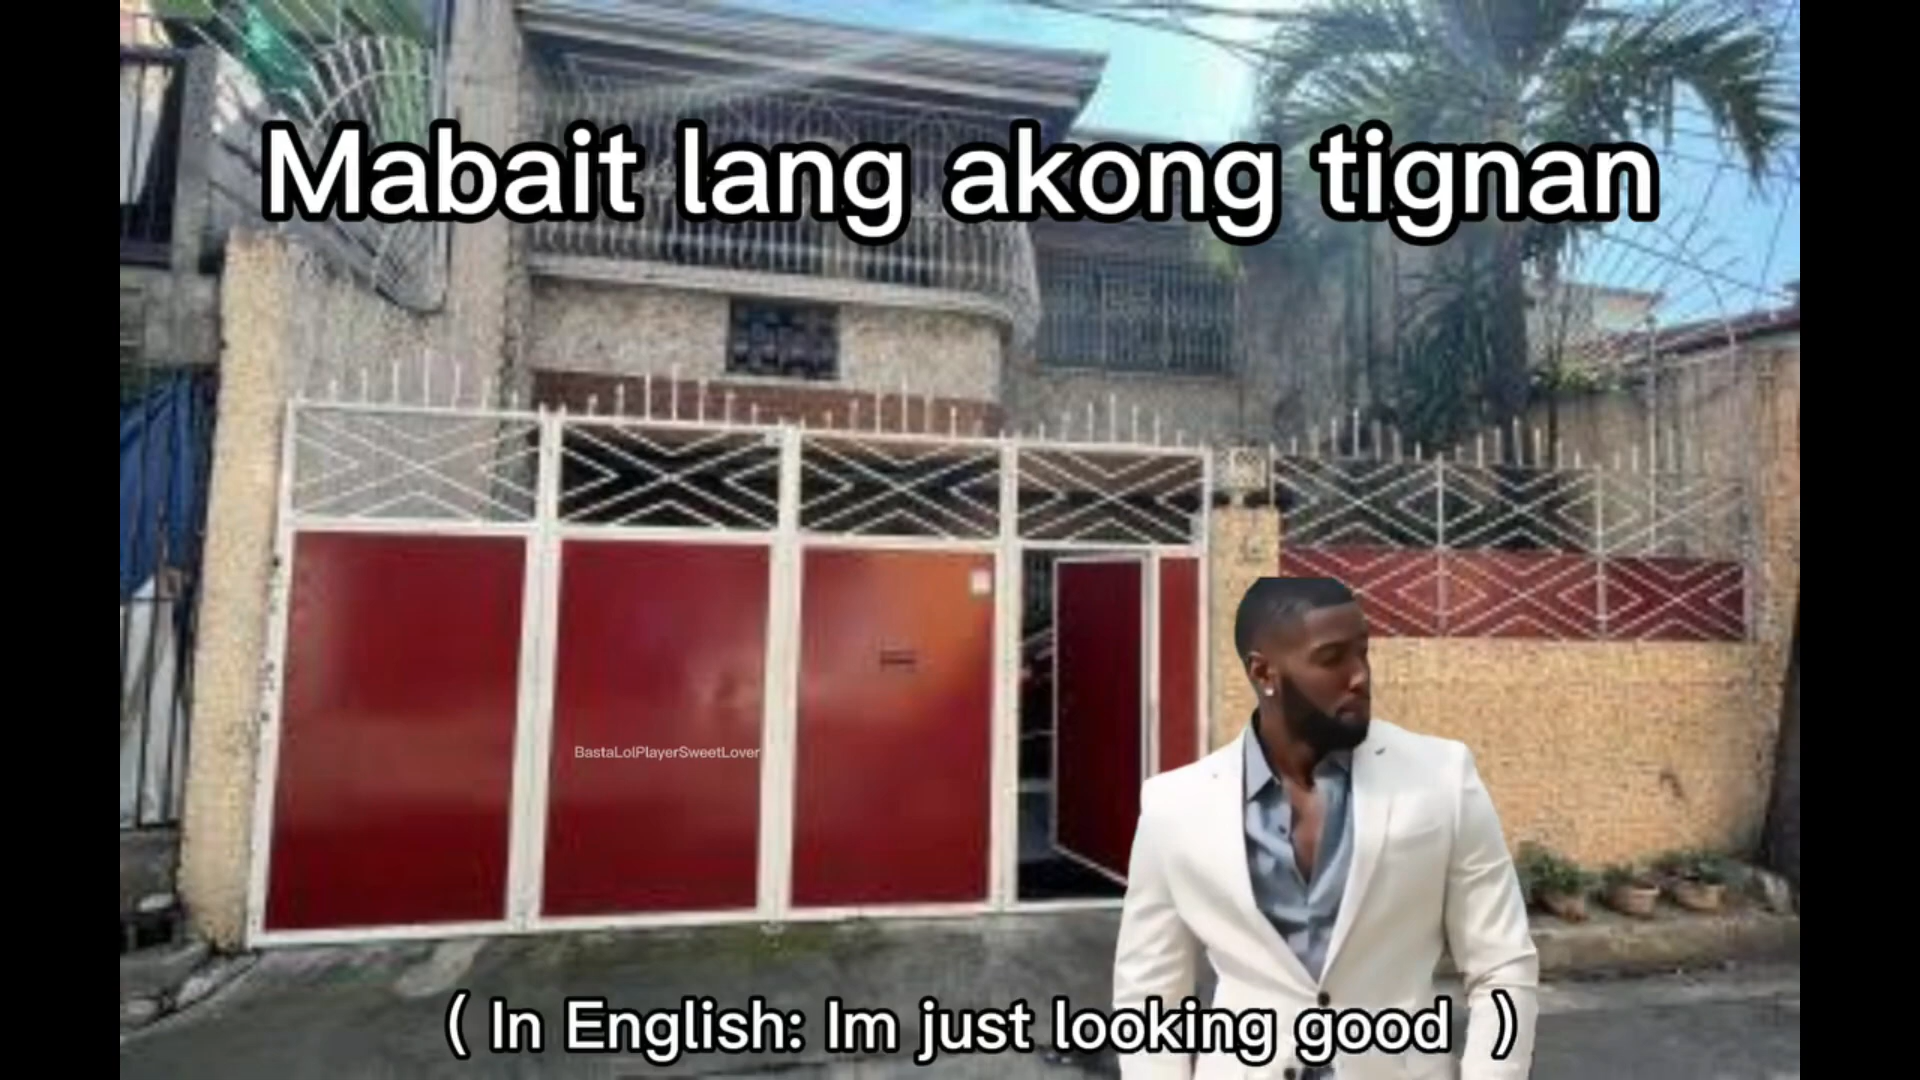 Mabait lang akong tignan
BastaLolPlayerSweetLover
( In English: Im just looking good )